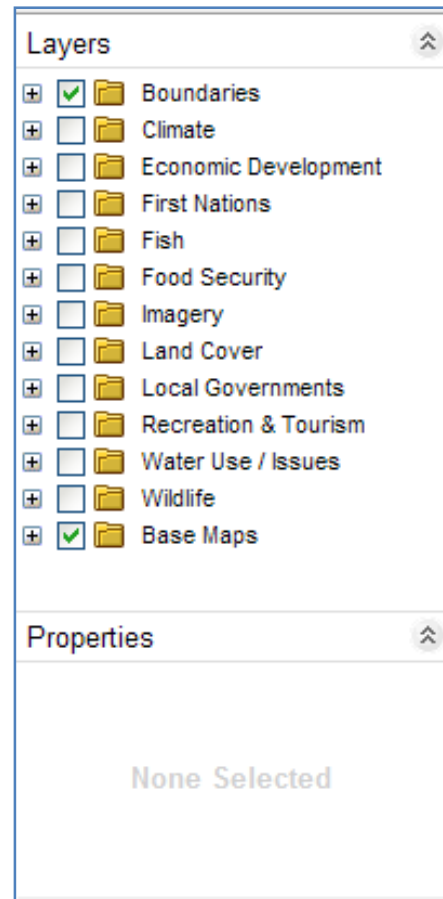 Layers
Boundaries
Climate
Economic Development
First Nations
Fish
Food Security
Imagery
Land Cover
Local Governments
Recreation & Tourism
Water Use / Issues
Wildlife
Base Maps
Properties
None Selected